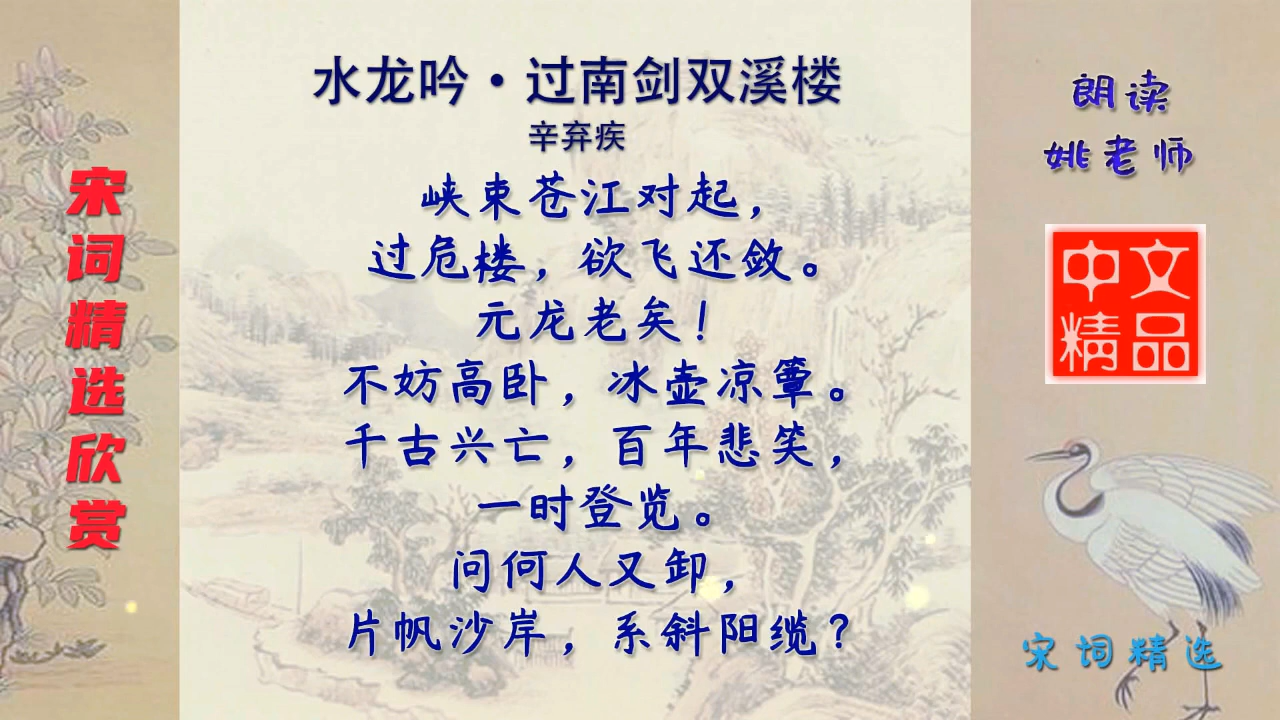 水龙吟·过南剑双溪楼
辛弃疾
峡束苍江对起，
过危楼，欲飞还敛。
元龙老矣！
不妨高卧，冰壶凉簟。
千古兴亡，百年悲笑，
一时登览。
问何人又卸，
片帆沙岸，系斜阳缆？
宋词精选欣赏
朗读
姚老师
中文
精品
宋词精选